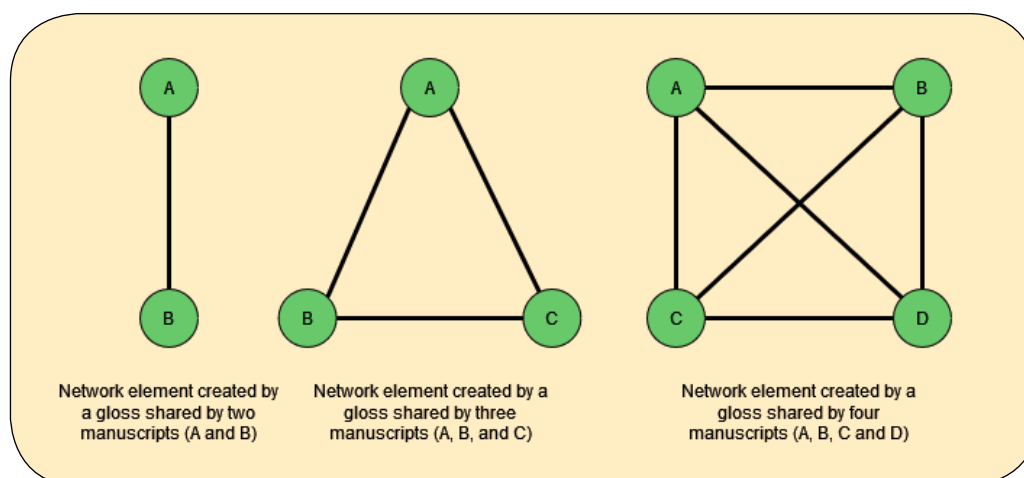 A
B
Network element created by
a gloss shared by two
manuscripts (A and B)
A
B
C
Network element created by a
gloss shared by three
manuscripts (A, B, and C)
A
B
C
D
Network element created by a
gloss shared by four
manuscripts (A, B, C and D)